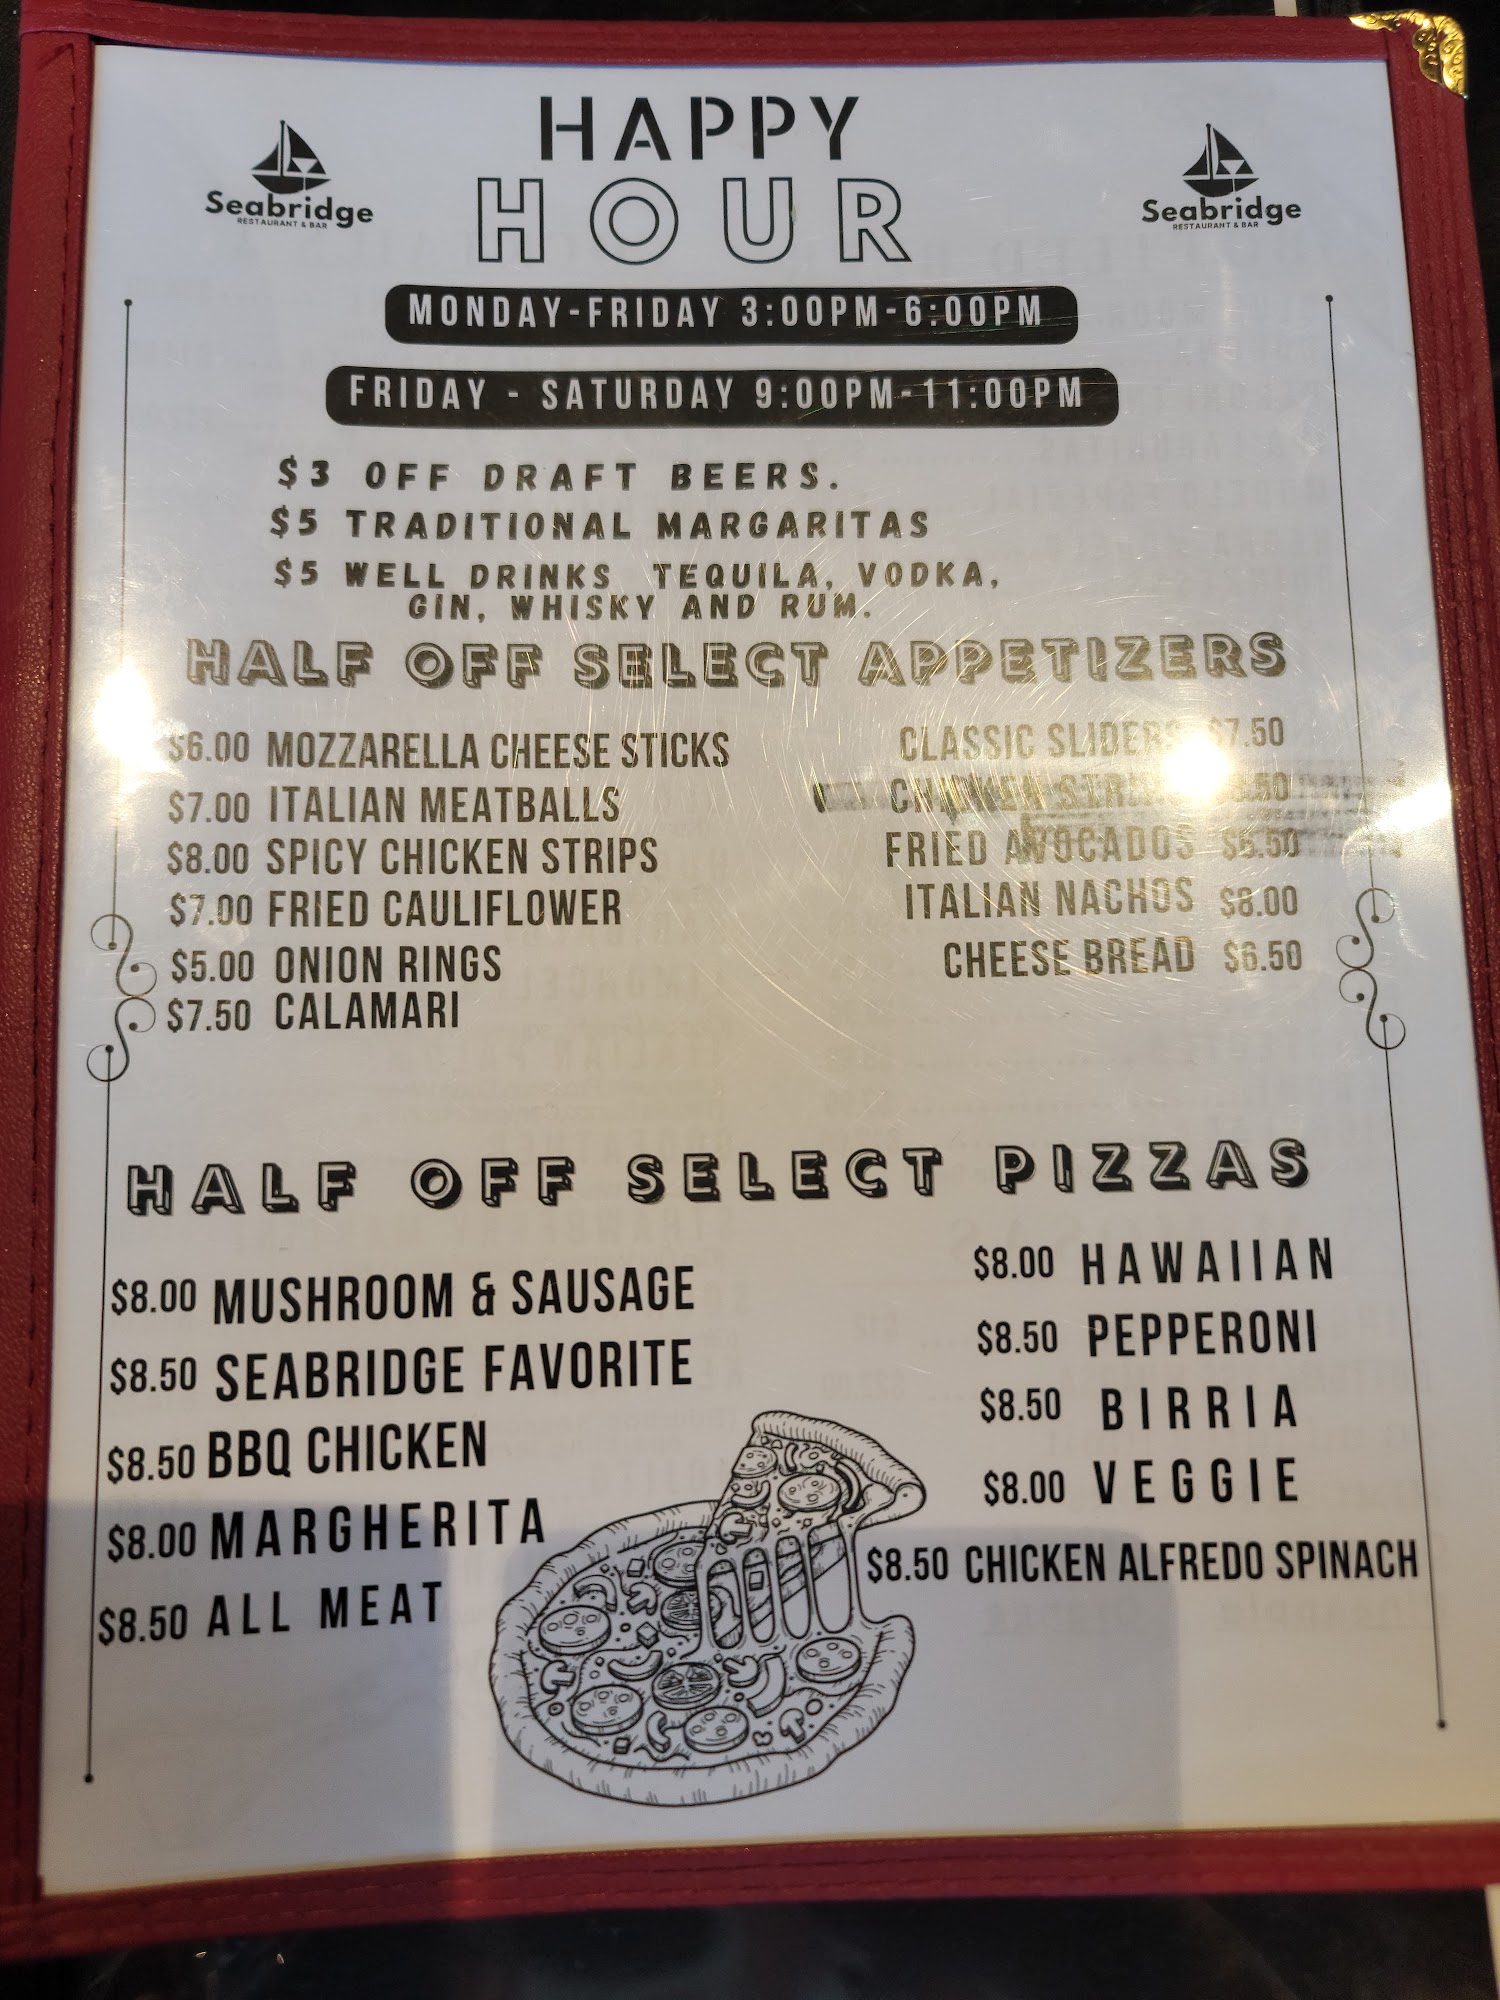 HAPPY
HOUR
Seabridge
RESTAURANT & BAR
Seabridge
RESTAURANT & BAR
MONDAY-FRIDAY 3:00PM-6:00PM
FRIDAY - SATURDAY 9:00PM-11:00PM
$3 OFF DRAFT BEERS.
$5 TRADITIONAL MARGARITAS
$5 WELL DRINKS TEQUILA, VODKA,
GIN, WHISKY AND RUM.
HALF OFF SELECT APPETIZERS
$6.00 MOZZARELLA CHEESE STICKS
$7.00 ITALIAN MEATBALLS
$8.00 SPICY CHICKEN STRIPS
$7.00 FRIED CAULIFLOWER
$5.00 ONION RINGS
$7.50 CALAMARI
CLASSIC SLIDERS $7.50
CHICKEN
FRIED AVOCADOS $6.50
ITALIAN NACHOS $8.00
CHEESE BREAD $6.50
HALF OFF SELECT PIZZAS
$8.00 MUSHROOM & SAUSAGE
$8.50 SEABRIDGE FAVORITE
$8.50 BBQ CHICKEN
$8.00 MARGHERITA
$8.50 ALL MEAT
$8.00 HAWAIIAN
$8.50 PEPPERONI
$8.50 BIRRIA
$8.00 VEGGIE
$8.50 CHICKEN ALFREDO SPINACH